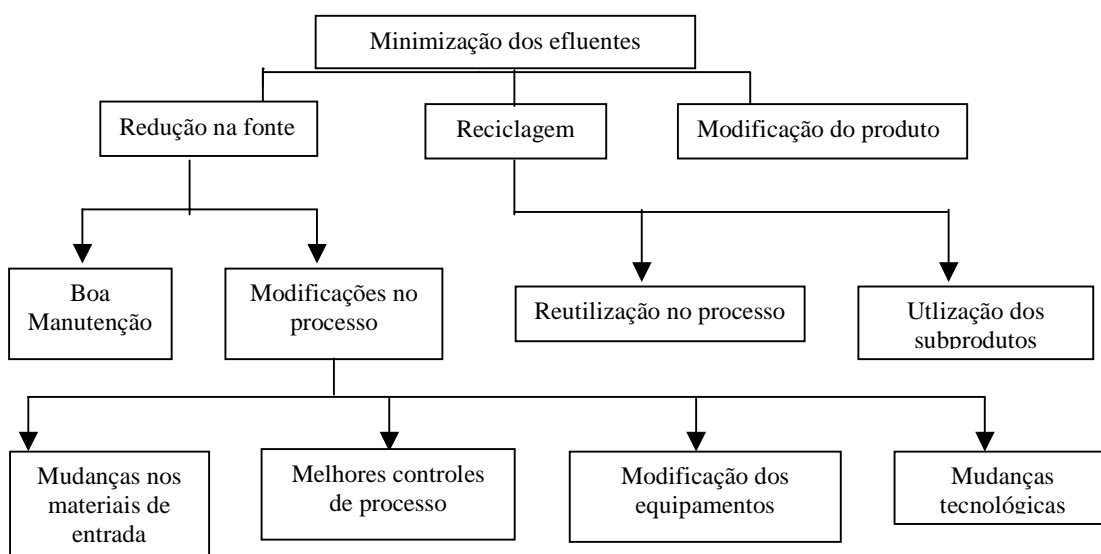 Minimização dos efluentes
Redução na fonte
Reciclagem
Modificação do produto
Boa
Manutenção
Modificações no
processo
Reutilização no processo
Utlização dos
subprodutos
Mudanças nos
materiais de
entrada
Melhores controles
de processo
Modificação dos
equipamentos
Mudanças
tecnológicas